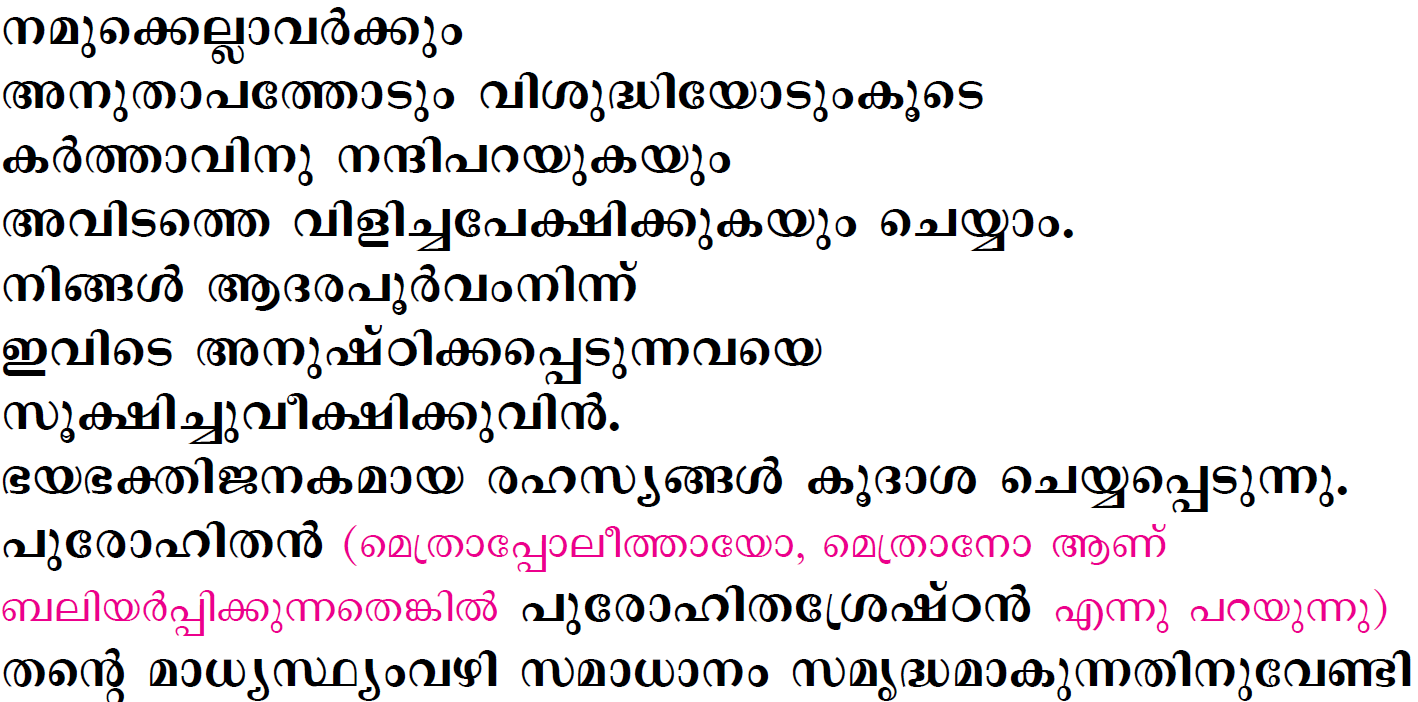 നമുക്കെല്ലാവർക്കും
അനുതാപത്തോടും വിശുദ്ധിയോടുംകൂടെ
കർത്താവിനു നന്ദിപറയുകയും
അവിടത്തെ വിളിച്ചപേക്ഷിക്കുകയും ചെയ്യാം.
നിങ്ങൾ ആദരപൂർവംനിന്ന്
ഇവിടെ അനുഷ്ഠിക്കപ്പെടുന്നവയെ
സൂക്ഷിച്ചുവീക്ഷിക്കുവിൻ.
ഭയഭക്തിജനകമായ രഹസ്യങ്ങൾ കൂദാശ ചെയ്യപ്പെടുന്നു.
പുരോഹിതൻ (മെത്രാപ്പോലീത്തായോ, മെത്രാനോ ആണ്
ബലിയർപ്പിക്കുന്നതെങ്കിൽ പുരോഹിതശ്രേഷ്ഠൻ എന്നു പറയുന്നു)
തന്റെ മാധ്യസ്ഥ്യംവഴി സമാധാനം സമൃദ്ധമാകുന്നതിനുവേണ്ടി